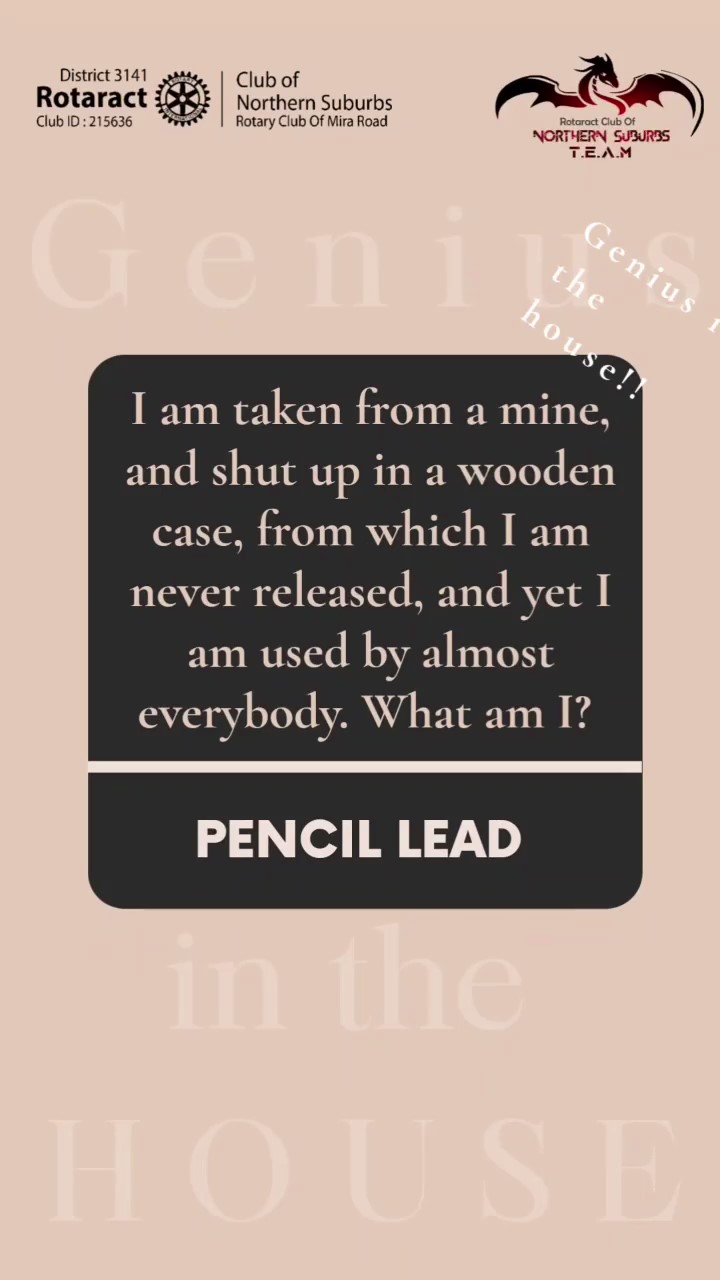 District 3141
Rotaract
Club ID : 215636
Club of
Northern Suburbs
Rotary Club Of Mira Road
Rotaract Club Of
NORTHERN SUBURBS
T.E.A.M
Genius
Genius
the
house!!
I am taken from a mine,
and shut up in a wooden
case, from which I am
never released, and yet I
am used by almost
everybody. What am I?
PENCIL LEAD
in the
HOUSE